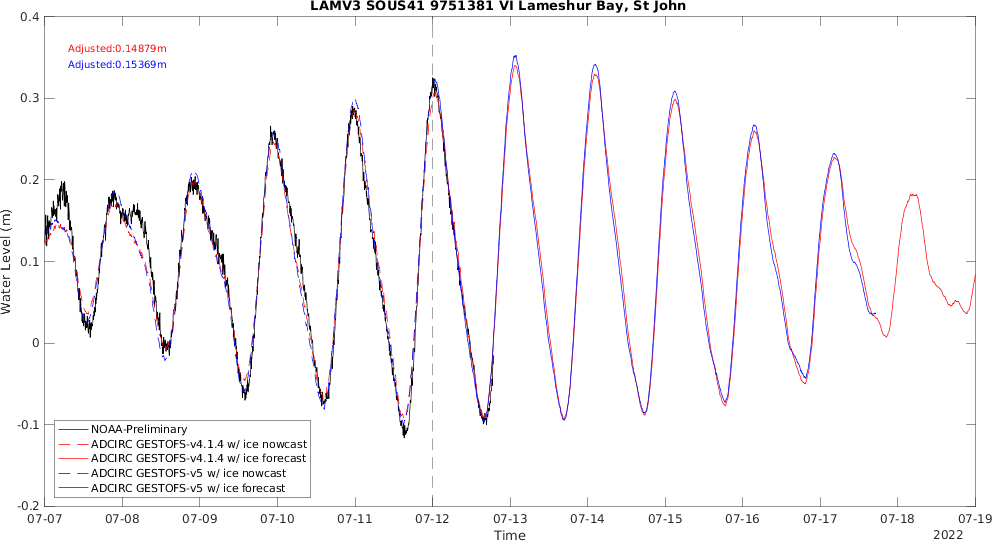 LAMV3 SOUS41 9751381 VI Lameshur Bay, St John
0.4
Adjusted:0.14879m
Adjusted:0.15369m
0.3
0.2
0.1
0
-0.1
-0.2
Water Level (m)
NOAA-Preliminary
ADCIRC GESTOFS-v4.1.4 w/ ice nowcast
ADCIRC GESTOFS-v4.1.4 w/ ice forecast
ADCIRC GESTOFS-v5 w/ ice nowcast
ADCIRC GESTOFS-v5 w/ ice forecast
07-07 07-08 07-09 07-10 07-11 07-12 07-13 07-14 07-15 07-16 07-17 07-18 07-19
Time
2022